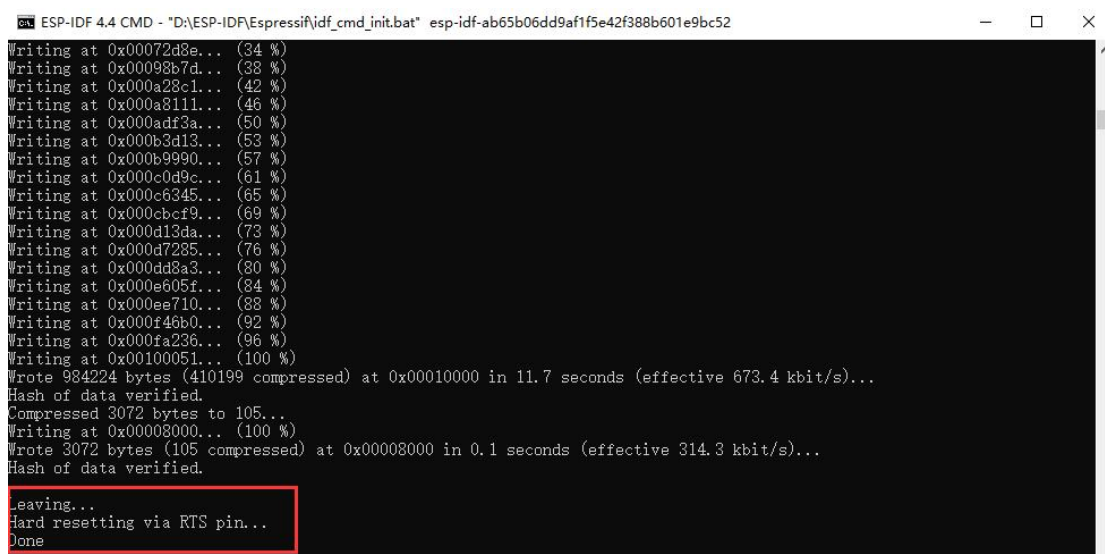 ESP-IDF 4.4 CMD - "D:\ESP-IDF\Espressif\idf_cmd_init.bat" esp-idf-ab65b06dd9af1f5e42f388b601e9bc52
Writing at 0x00072d8e... (34 %)
Writing at 0x00098b7d... (38 %)
Writing at 0x000a28c1... (42 %)
Writing at 0x000a8111... (46 %)
Writing at 0x000adf3a... (50 %)
Writing at 0x000b3d13... (53 %)
Writing at 0x000b9990... (57 %)
Writing at 0x000c0d9c... (61 %)
Writing at 0x000c6345... (65 %)
Writing at 0x000cbcf9... (69 %)
Writing at 0x000d13da... (73 %)
Writing at 0x000d7285... (76 %)
Writing at 0x000dd8a3... (80 %)
Writing at 0x000e605f... (84 %)
Writing at 0x000ee710... (88 %)
Writing at 0x000f46b0... (92 %)
Writing at 0x000fa236... (96 %)
Writing at 0x00100051... (100 %)
Wrote 984224 bytes (410199 compressed) at 0x00010000 in 11.7 seconds (effective 673.4 kbit/s)...
Hash of data verified.
Compressed 3072 bytes to 105...
Writing at 0x00008000... (100 %)
Wrote 3072 bytes (105 compressed) at 0x00008000 in 0.1 seconds (effective 314.3 kbit/s)...
Hash of data verified.
Leaving...
Hard resetting via RTS pin...
Done